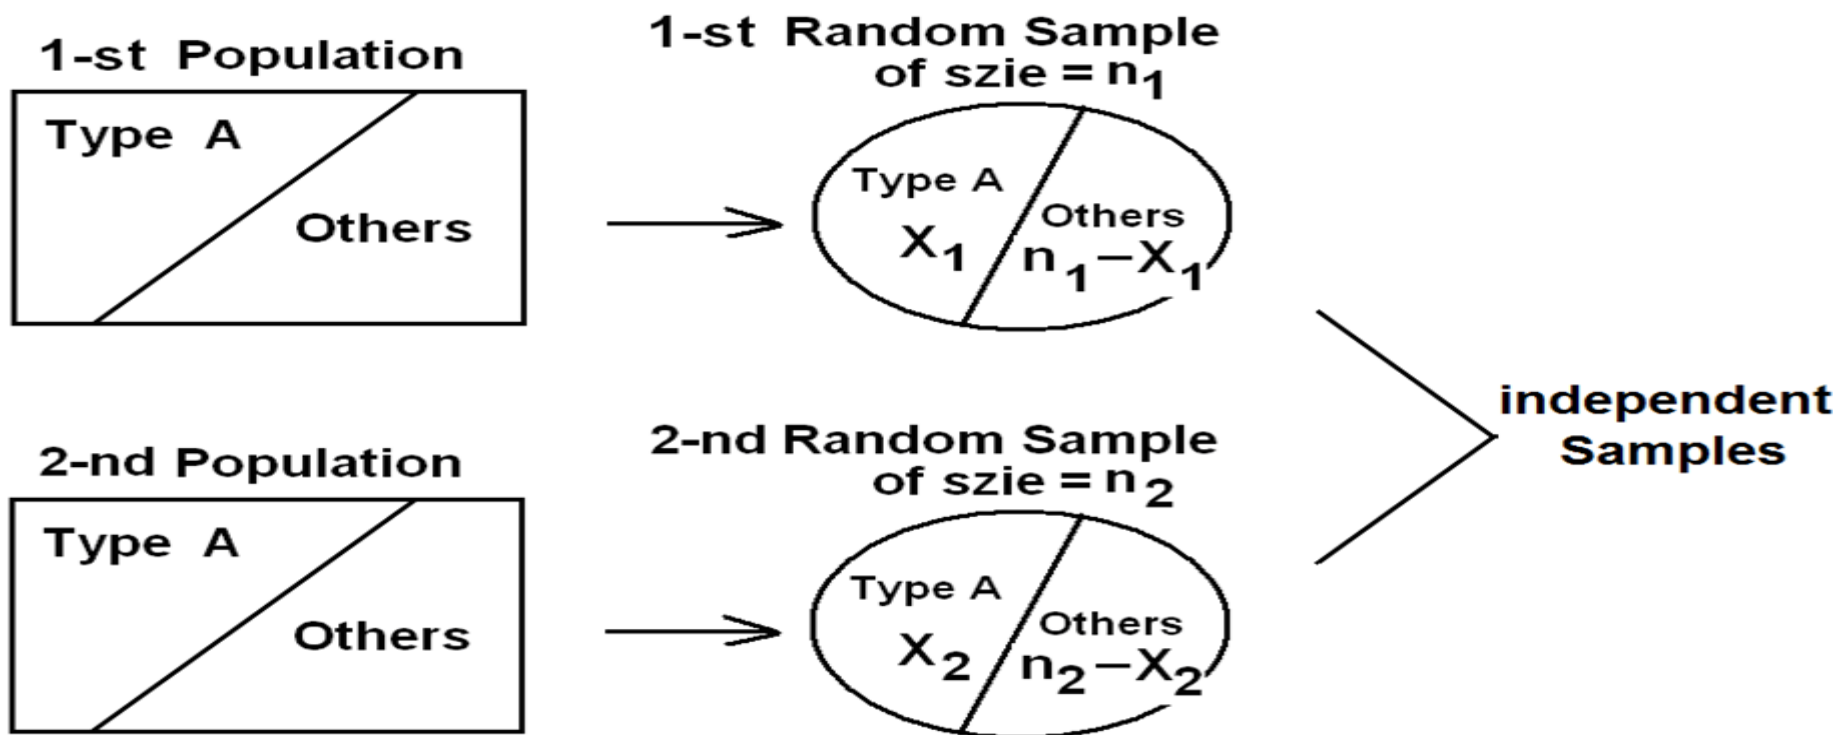 1-st Population
Type A
Others
1-st Random Sample
of szie = n₁
Type A
X₁
Others
n₁–X₁
2-nd Population
Type A
Others
2-nd Random Sample
of szie = n₂
Type A
X₂
Others
n₂–X₂
independent
Samples